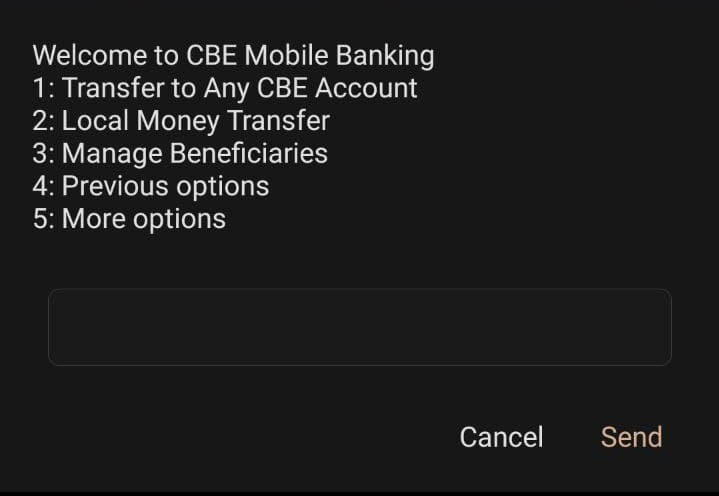 Welcome to CBE Mobile Banking
1: Transfer to Any CBE Account
2: Local Money Transfer
3: Manage Beneficiaries
4: Previous options
5: More options
Cancel Send